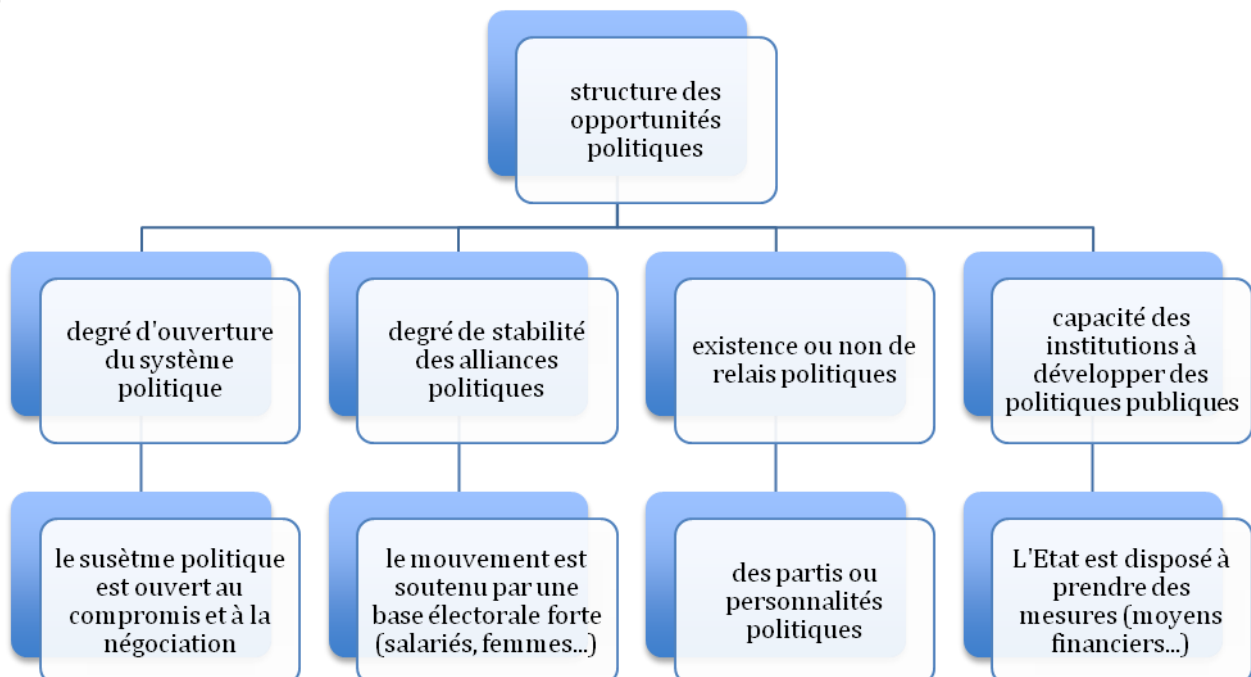 structure des
opportunités
politiques
degré d'ouverture
du système
politique
degré de stabilité
des alliances
politiques
existence ou non de
relais politiques
capacité des
institutions à
développer des
politiques publiques
le susètme politique
est ouvert au
compromis et à la
négociation
le mouvement est
soutenu par une
base électorale forte
(salariés, femmes...)
des partis ou
personnalités
politiques
L'Etat est disposé à
prendre des
mesures (moyens
financiers...)